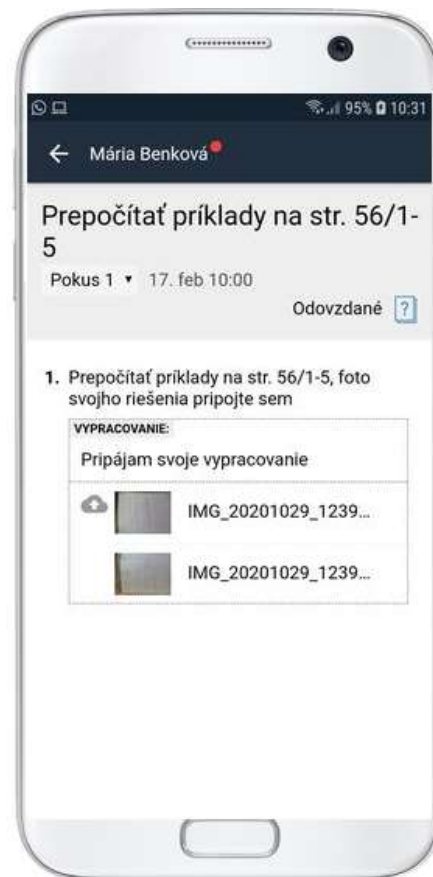 95% 10:31
Mária Benková
Prepočítať príklady na str. 56/1-
5
Pokus 1 17. feb 10:00
Odovzdané ?
1. Prepočítať príklady na str. 56/1-5, foto
svojho riešenia pripojte sem
VYPRACOVANIE:
Pripájam svoje vypracovanie
IMG_20201029_1239...
IMG_20201029_1239...